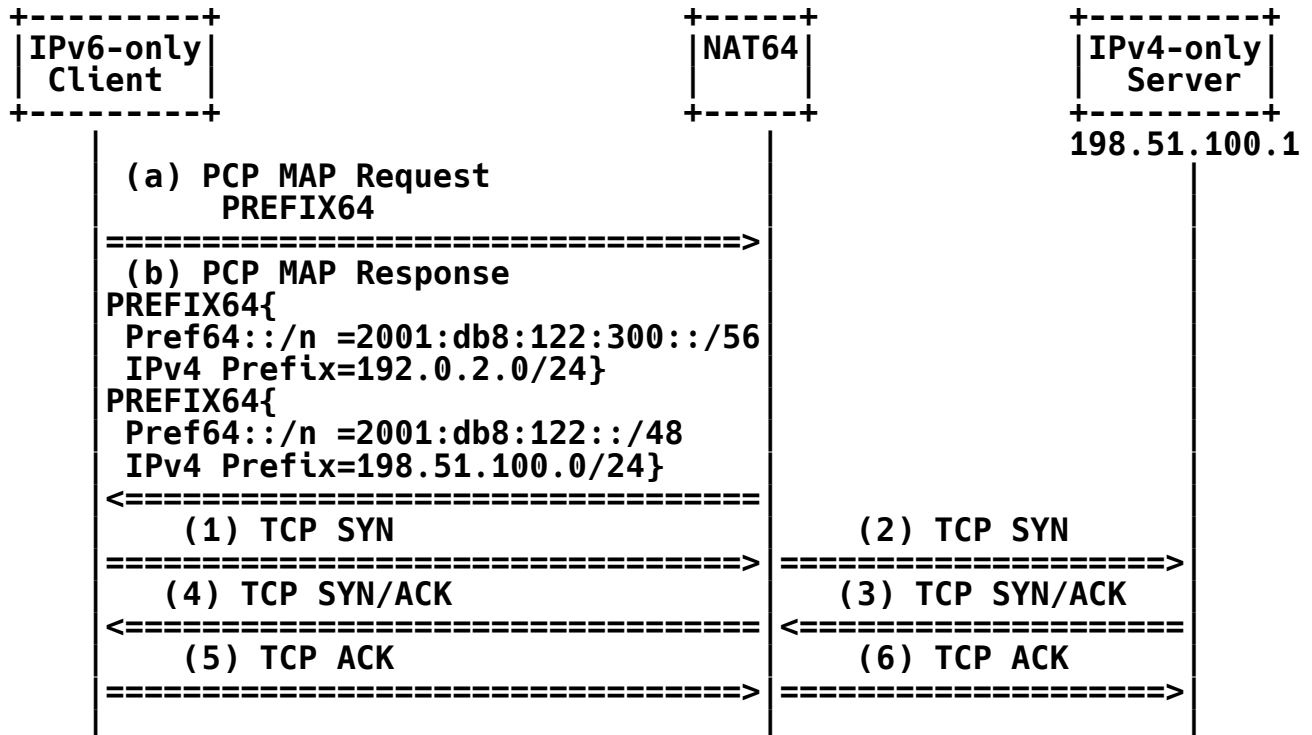 +---------+ +-----+ +---------+
|IPv6-only| |NAT64| |IPv4-only|
| Client | | | | Server |
+---------+ +-----+ +---------+
| | 198.51.100.1
| (a) PCP MAP Request | |
| PREFIX64 | |
|=================================>| |
| (b) PCP MAP Response | |
|PREFIX64{ | |
| Pref64::/n =2001:db8:122:300::/56| |
| IPv4 Prefix=192.0.2.0/24} | |
|PREFIX64{ | |
| Pref64::/n =2001:db8:122::/48 | |
| IPv4 Prefix=198.51.100.0/24} | |
|<=================================| |
| (1) TCP SYN | (2) TCP SYN |
|=================================>|====================>|
| (4) TCP SYN/ACK | (3) TCP SYN/ACK |
|<=================================|<====================|
| (5) TCP ACK | (6) TCP ACK |
|=================================>|====================>|
| | |